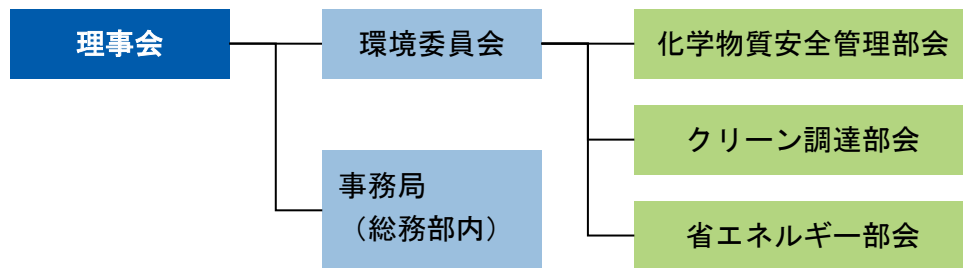 理事会
環境委員会
事務局
（総務部内）
化学物質安全管理部会
クリーン調達部会
省エネルギー部会